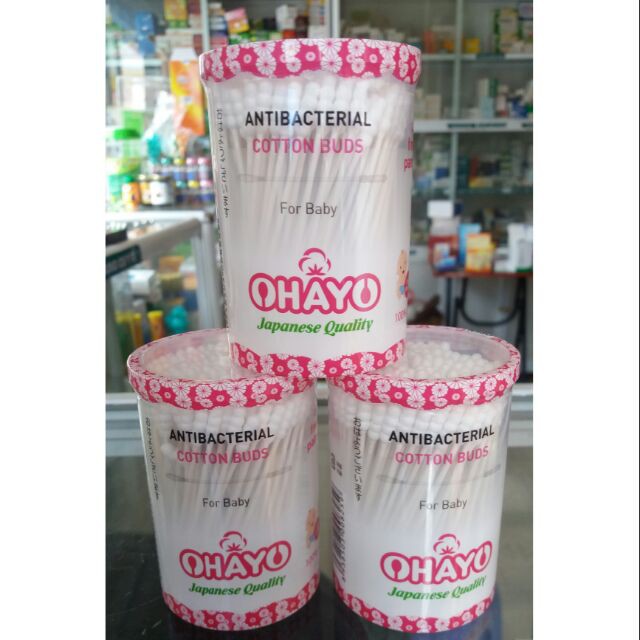 ANTIBACTERIAL
COTTON BUDS
For Baby
OHAYO
Japanese Quality
100%
ANTIBACTERIAL
COTTON BUDS
For Baby
OHAYO
Japanese Quality
ANTIBACTERIAL
COTTON BUDS
For Baby
OHAYO
Japanese Quality